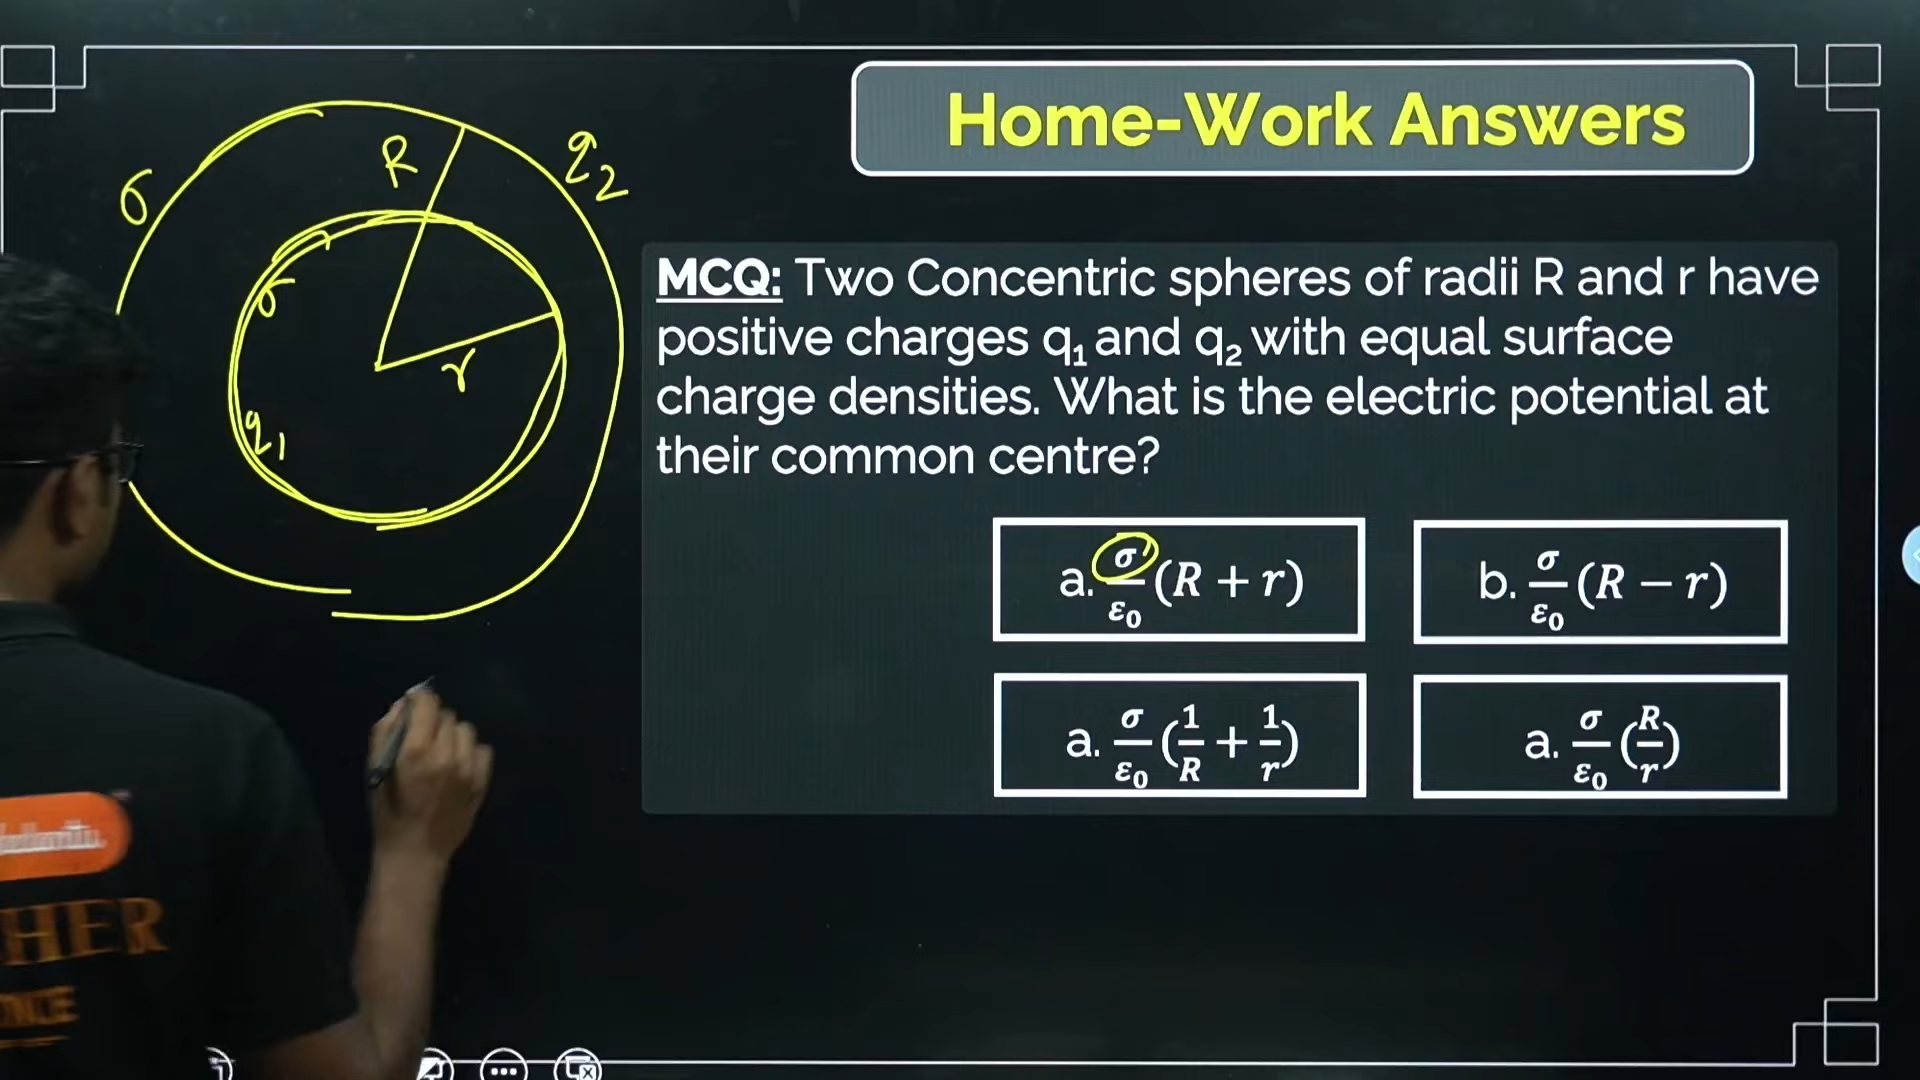 Home-Work Answers
σ
R
q2
σ
r
q1
MCQ: Two Concentric spheres of radii R and r have
positive charges q₁ and q₂ with equal surface
charge densities. What is the electric potential at
their common centre?
a. σ/ε₀ (R + r)
b. σ/ε₀ (R − r)
a. σ/ε₀ (1/R + 1/r)
a. σ/ε₀ (R/r)
HER